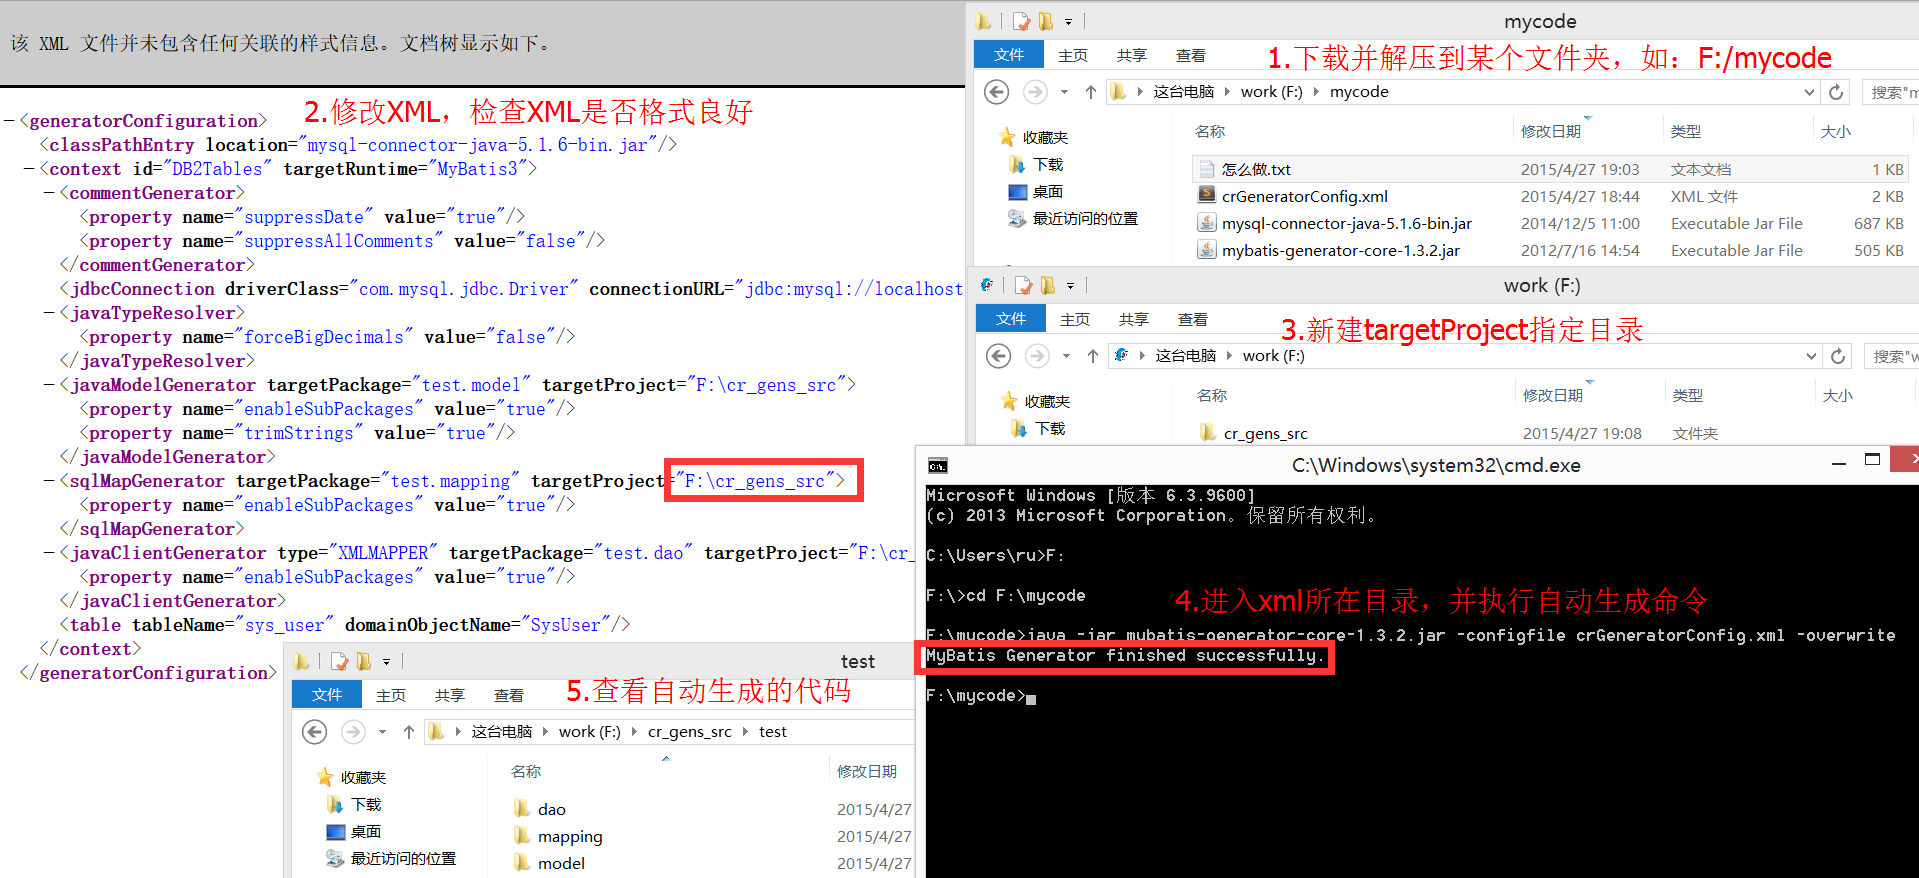 该 XML 文件并未包含任何关联的样式信息。文档树显示如下。
2.修改XML，检查XML是否格式良好
<generatorConfiguration>
<classPathEntry location="mysql-connector-java-5.1.6-bin.jar"/>
<context id="DB2Tables" targetRuntime="MyBatis3">
<commentGenerator>
<property name="suppressDate" value="true"/>
<property name="suppressAllComments" value="false"/>
</commentGenerator>
<jdbcConnection driverClass="com.mysql.jdbc.Driver" connectionURL="jdbc:mysql://localhost
<javaTypeResolver>
<property name="forceBigDecimals" value="false"/>
</javaTypeResolver>
<javaModelGenerator targetPackage="test.model" targetProject="F:\cr_gens_src">
<property name="enableSubPackages" value="true"/>
<property name="trimStrings" value="true"/>
</javaModelGenerator>
<sqlMapGenerator targetPackage="test.mapping" targetProject="F:\cr_gens_src">
<property name="enableSubPackages" value="true"/>
</sqlMapGenerator>
<javaClientGenerator type="XMLMAPPER" targetPackage="test.dao" targetProject="F:\cr_
<property name="enableSubPackages" value="true"/>
</javaClientGenerator>
<table tableName="sys_user" domainObjectName="SysUser"/>
</context>
</generatorConfiguration>
mycode
文件 主页 共享 查看
1.下载并解压到某个文件夹，如：F:/mycode
这台电脑 work (F:) mycode 搜索"m
收藏夹
下载
桌面
最近访问的位置
名称 修改日期 类型 大小
怎么做.txt 2015/4/27 19:03 文本文档 1 KB
crGeneratorConfig.xml 2015/4/27 18:44 XML 文件 2 KB
mysql-connector-java-5.1.6-bin.jar 2014/12/5 11:00 Executable Jar File 687 KB
mybatis-generator-core-1.3.2.jar 2012/7/16 14:54 Executable Jar File 505 KB
work (F:)
文件 主页 共享 查看
3.新建targetProject指定目录
这台电脑 work (F:) 搜索"w
收藏夹
下载
名称 修改日期 类型 大小
cr_gens_src 2015/4/27 19:08 文件夹
C:\Windows\system32\cmd.exe
Microsoft Windows [版本 6.3.9600]
(c) 2013 Microsoft Corporation。保留所有权利。
C:\Users\ru>F:
F:\>cd F:\mycode
4.进入xml所在目录，并执行自动生成命令
F:\mycode>java -jar mybatis-generator-core-1.3.2.jar -configfile crGeneratorConfig.xml -overwrite
MyBatis Generator finished successfully.
F:\mycode>
test
文件 主页 共享 查看
5.查看自动生成的代码
这台电脑 work (F:) cr_gens_src test
收藏夹
下载
桌面
最近访问的位置
名称 修改日期
dao 2015/4/27
mapping 2015/4/27
model 2015/4/27